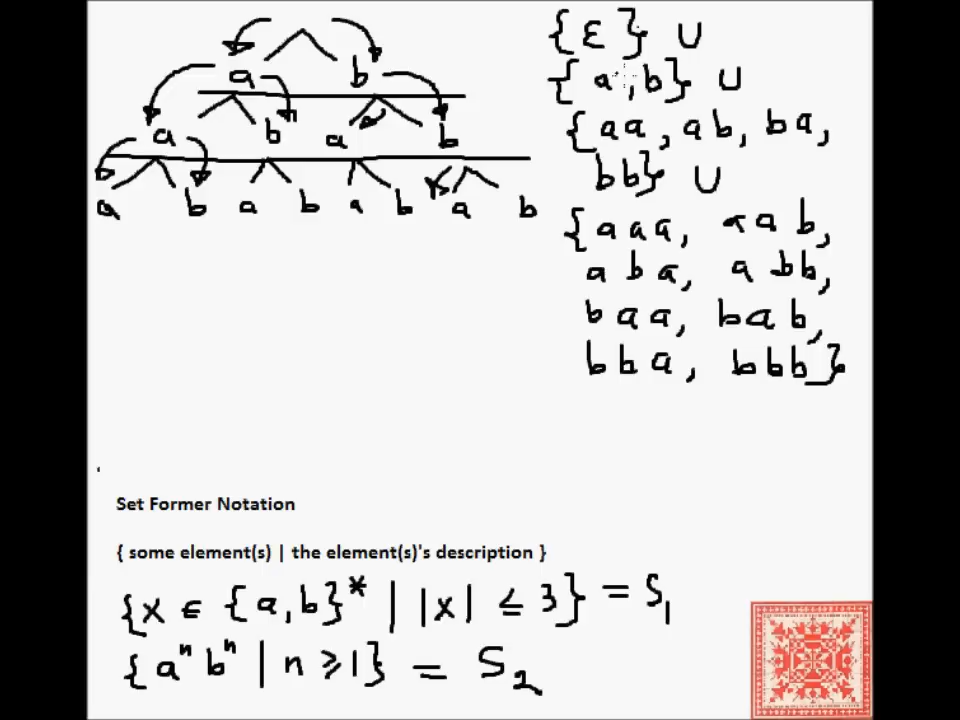 a b
a b a b
a b a b a b a b
{ ε } ∪
{ a, b } ∪
{ aa, ab, ba,
bb} ∪
{ aaa, aab,
aba, abb,
baa, bab,
bba, bbb }
Set Former Notation
{ some element(s) | the element(s)'s description }
{x ∈ {a,b}* | |x| ≤ 3} = S₁
{aⁿbⁿ | n ≥ 1} = S₂